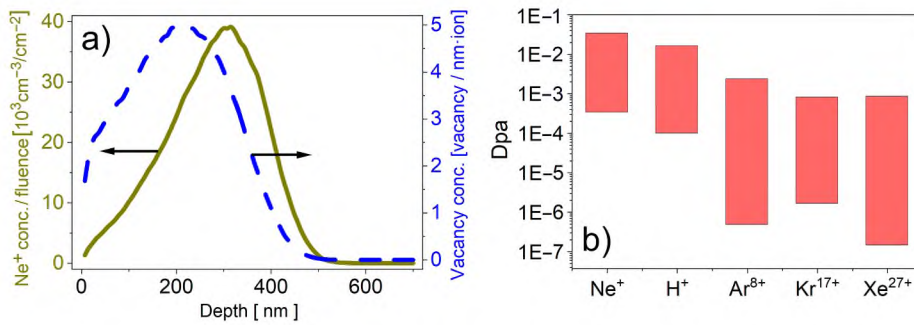 a)
Ne⁺ conc./ fluence [10³cm⁻³/cm⁻²]
40
30
20
10
0
5
4
3
2
1
0
Vacancy conc. [vacancy / nm·ion]
0
200
400
600
Depth [ nm ]
b)
Dpa
1E−1
1E-2
1E-3
1E-4
1E-5
1E-6
1E-7
Ne⁺
H⁺
Ar⁸⁺
Kr¹⁷⁺
Xe²⁷⁺